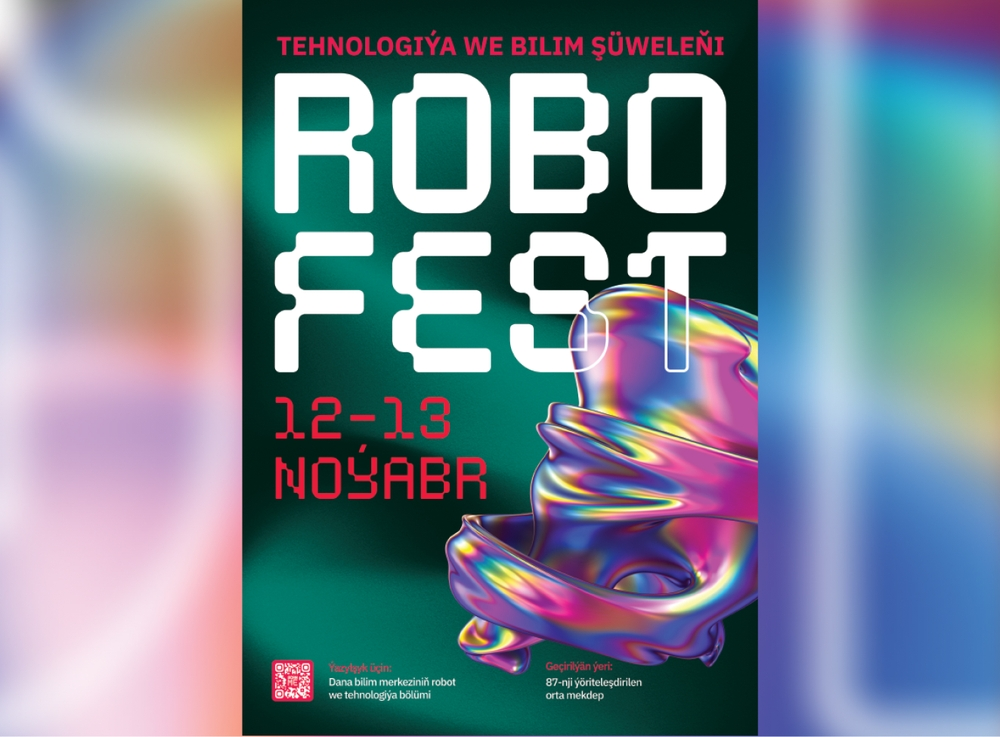 TEHNOLOGIÝA WE BILIM ŞÜWELEŇI
ROBO
FEST
12-13
NOÝABR
Ýazylyşyk üçin:
Dana bilim merkeziniň robot
we tehnologiýa bölümi
Geçirilýän ýeri:
87-nji ýöriteleşdirilen
orta mekdep